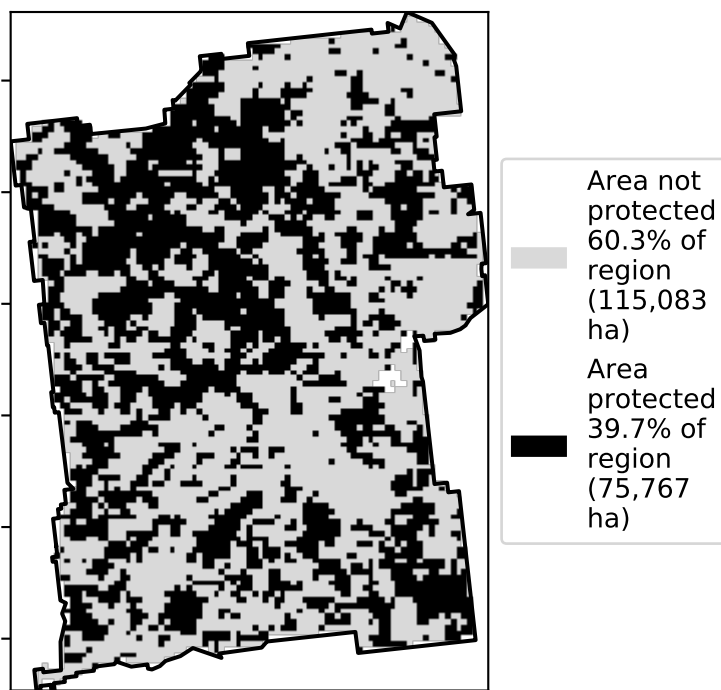 Area not
protected
60.3% of
region
(115,083
ha)
Area
protected
39.7% of
region
(75,767
ha)